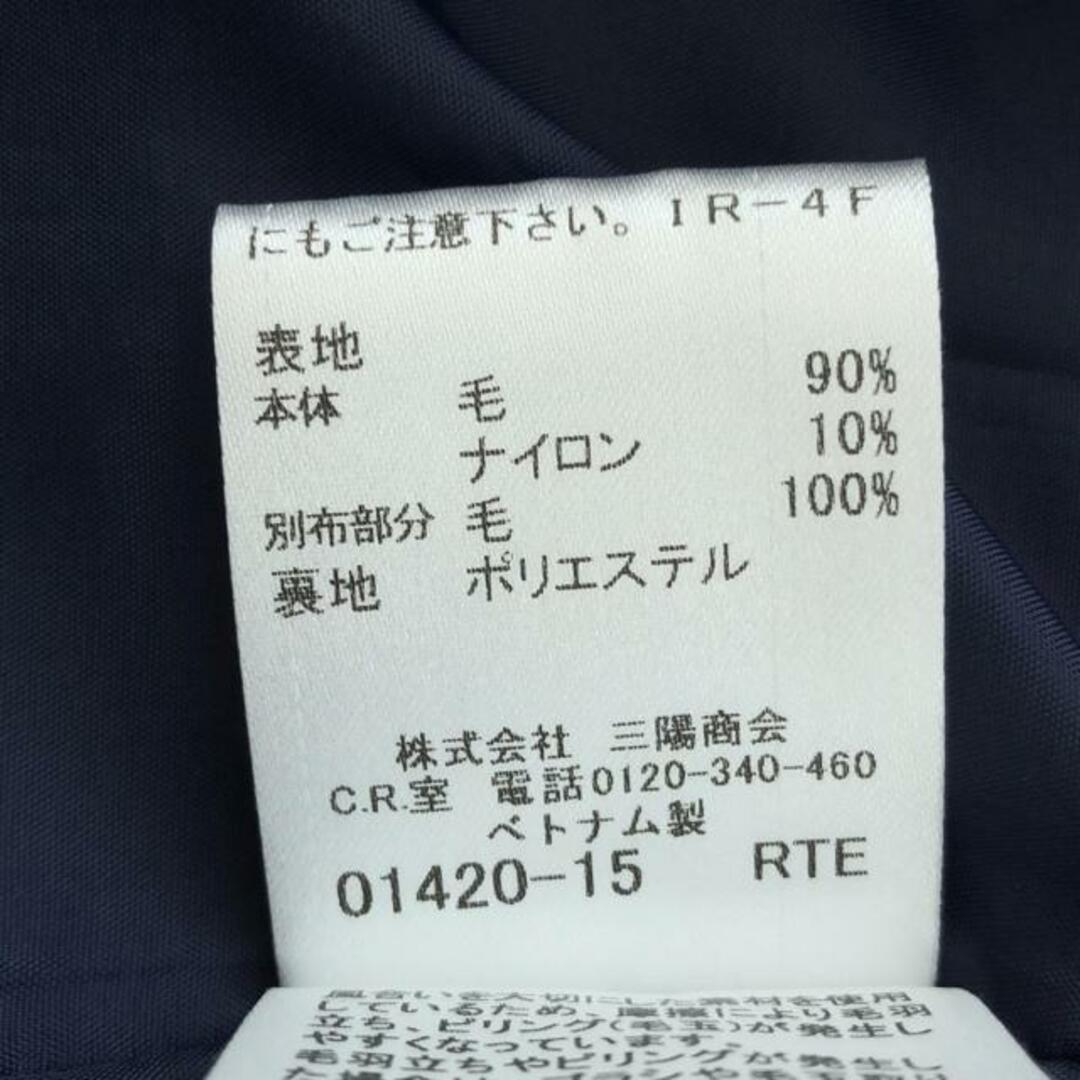 にもご注意下さい。IR-4F
表地
本体 毛 90%
ナイロン 10%
別布部分 毛 100%
裏地 ポリエステル
株式会社 三陽商会
C.R.室 電話0120-340-460
ベトナム製
01420-15 RTE
風合いを大切にした素材を使用
しているため、摩擦により毛羽
立ち、ピリング(毛玉)が発生し
やすくなっています。
毛羽立ちやピリングが発生し